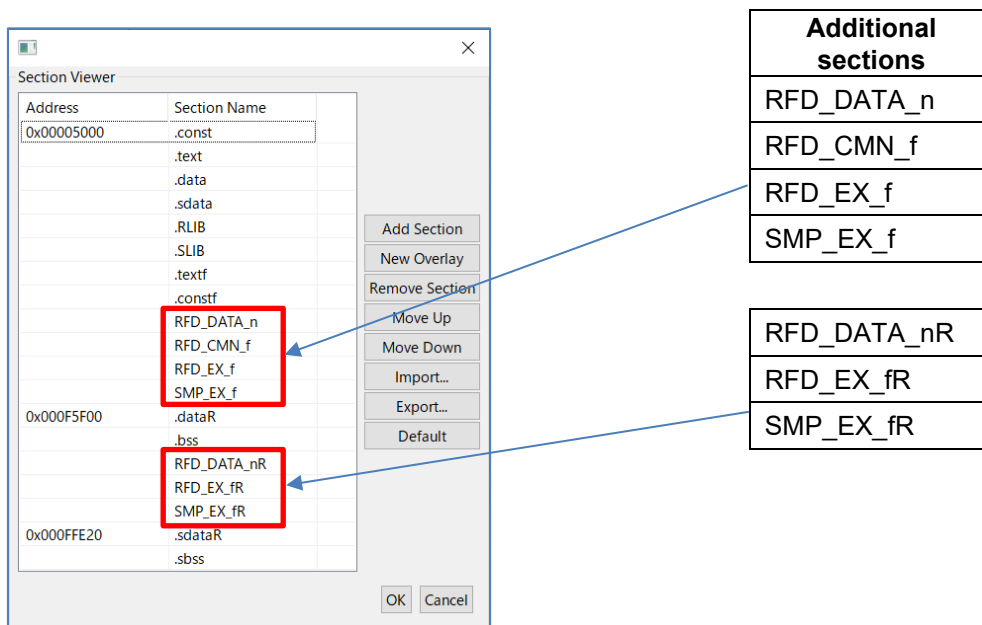 Section Viewer
Address Section Name
0x00005000 .const
.text
.data
.sdata
.RLIB
.SLIB
.textf
.constf
RFD_DATA_n
RFD_CMN_f
RFD_EX_f
SMP_EX_f
0x000F5F00 .dataR
.bss
RFD_DATA_nR
RFD_EX_fR
SMP_EX_fR
0x000FFE20 .sdataR
.sbss
Add Section
New Overlay
Remove Section
Move Up
Move Down
Import...
Export...
Default
OK Cancel
Additional
sections
RFD_DATA_n
RFD_CMN_f
RFD_EX_f
SMP_EX_f
RFD_DATA_nR
RFD_EX_fR
SMP_EX_fR